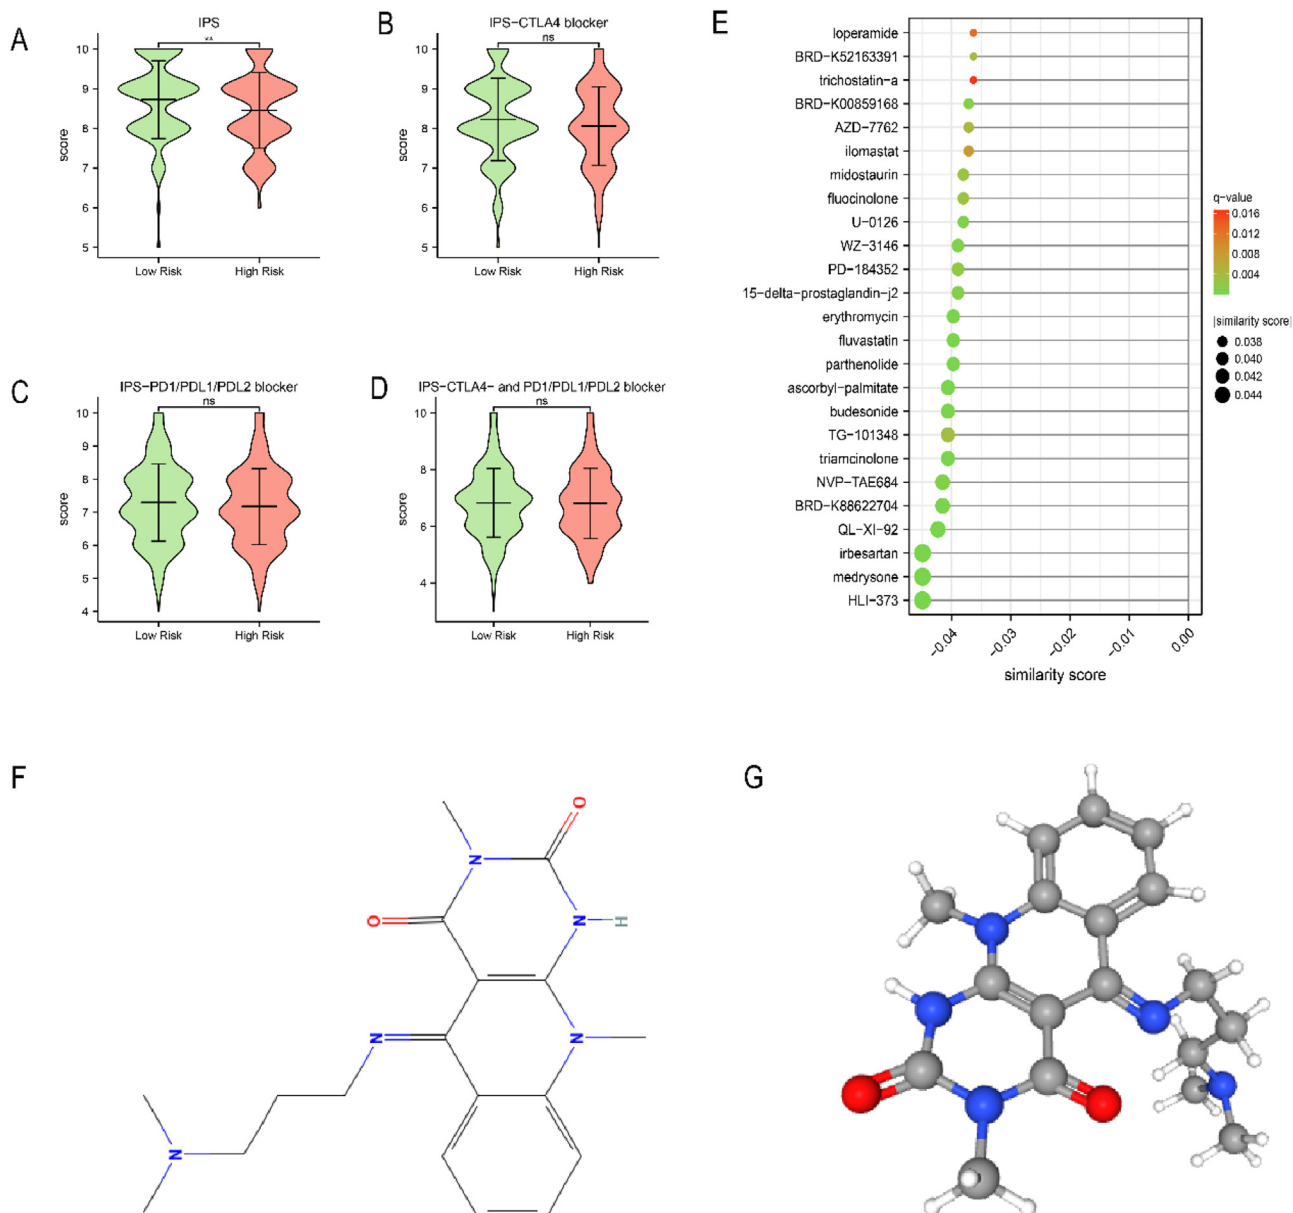 A
IPS
**
10
9
8
7
6
5
score
Low Risk
High Risk
B
IPS-CTLA4 blocker
ns
10
9
8
7
6
5
score
Low Risk
High Risk
C
IPS-PD1/PDL1/PDL2 blocker
ns
10
9
8
7
6
5
4
score
Low Risk
High Risk
D
IPS-CTLA4- and PD1/PDL1/PDL2 blocker
ns
10
8
6
4
score
Low Risk
High Risk
E
loperamide
BRD-K52163391
trichostatin-a
BRD-K00859168
AZD-7762
ilomastat
midostaurin
fluocinolone
U-0126
WZ-3146
PD-184352
15-delta-prostaglandin-j2
erythromycin
fluvastatin
parthenolide
ascorbyl-palmitate
budesonide
TG-101348
triamcinolone
NVP-TAE684
BRD-K88622704
QL-XI-92
irbesartan
medrysone
HLI-373
-0.04
-0.03
-0.02
-0.01
0.00
similarity score
q-value
0.016
0.012
0.008
0.004
|similarity score|
0.038
0.040
0.042
0.044
F
O
N
O
N
H
N
N
N
G